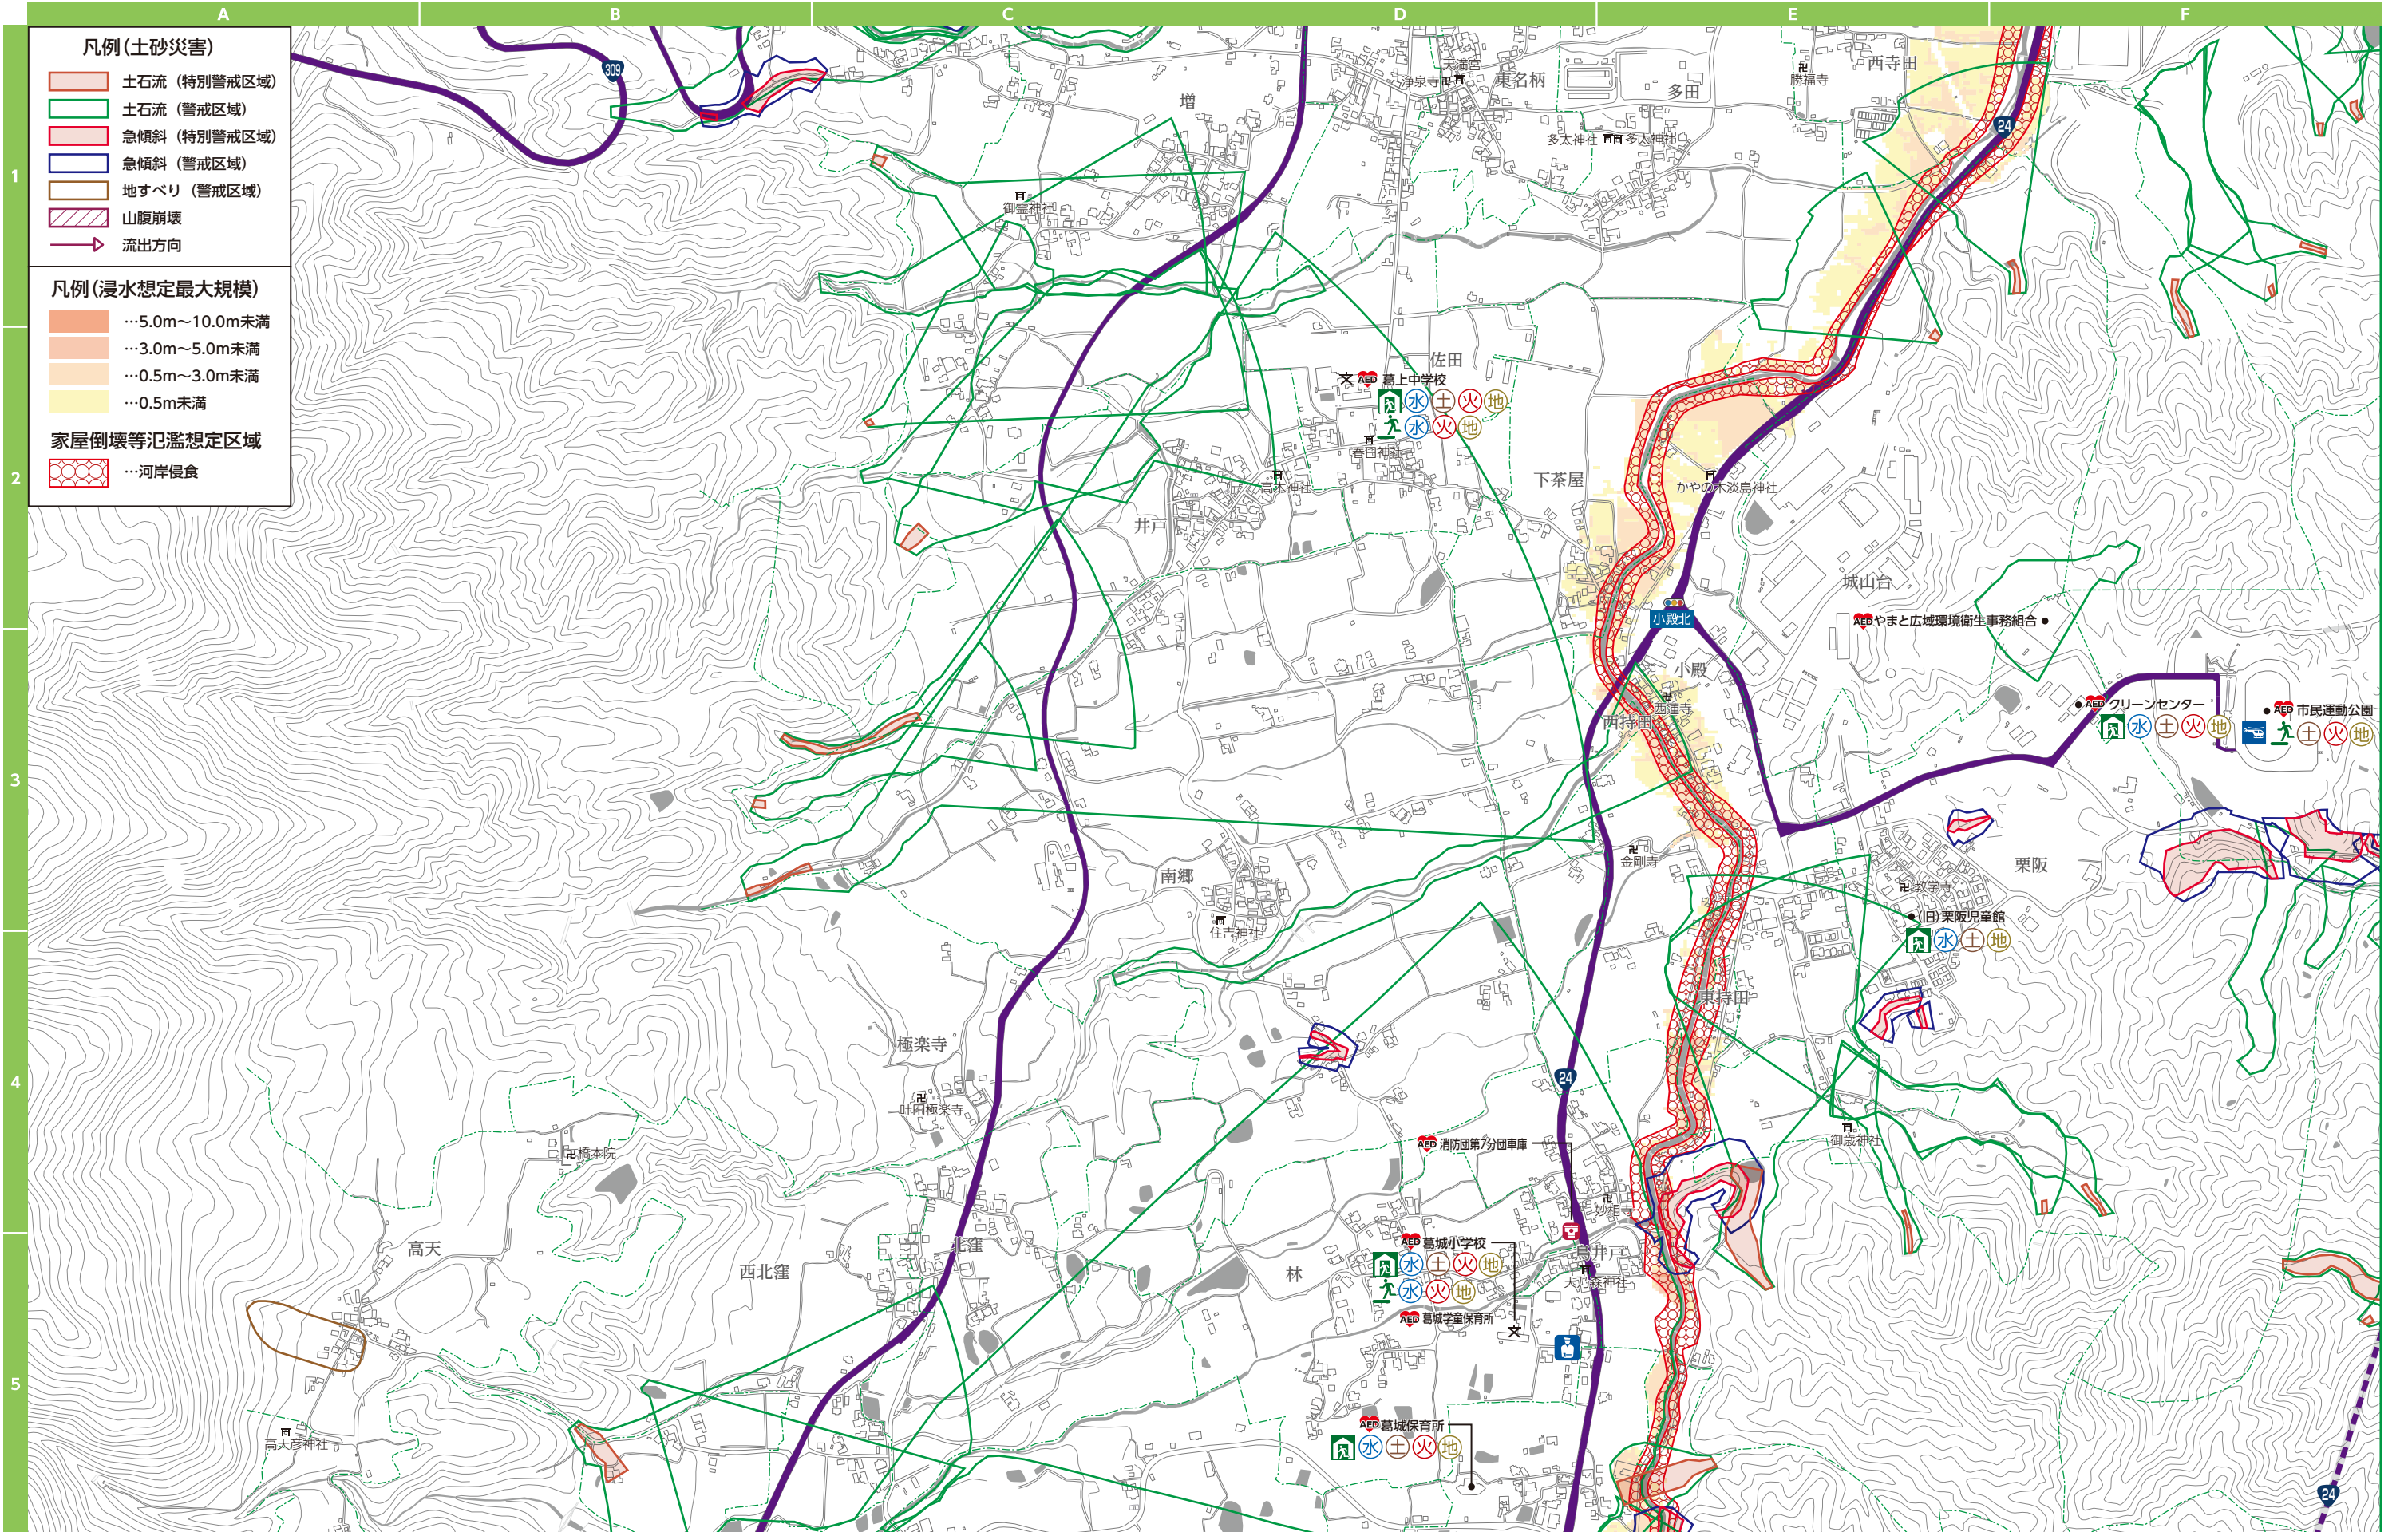 A B C D E F
1
2
3
4
5
凡例（土砂災害）
土石流（特別警戒区域）
土石流（警戒区域）
急傾斜（特別警戒区域）
急傾斜（警戒区域）
地すべり（警戒区域）
山腹崩壊
流出方向
凡例（浸水想定最大規模）
…5.0m～10.0m未満
…3.0m～5.0m未満
…0.5m～3.0m未満
…0.5m未満
家屋倒壊等氾濫想定区域
…河岸侵食
309
増
御霊神社
天満宮
浄泉寺
東名柄
多田
多太神社
多太神社
勝福寺
西寺田
24
佐田
AED 葛上中学校
水 土 火 地
水 火 地
春日神社
高木神社
井戸
下茶屋
かやの木淡島神社
城山台
小殿北
AED やまと広域環境衛生事務組合
小殿
西蓮寺
西持田
AED クリーンセンター
水 土 火 地
AED 市民運動公園
土 火 地
金剛寺
南郷
住吉神社
栗阪
教学寺
(旧)栗阪児童館
水 土 地
東持田
極楽寺
吐田極楽寺
24
橋本院
AED 消防団第7分団車庫
御歳神社
妙相寺
高天
西北窪
北窪
林
AED 葛城小学校
水 土 火 地
水 火 地
鳥井戸
天乃森神社
AED 葛城学童保育所
高天彦神社
AED 葛城保育所
水 土 火 地
24